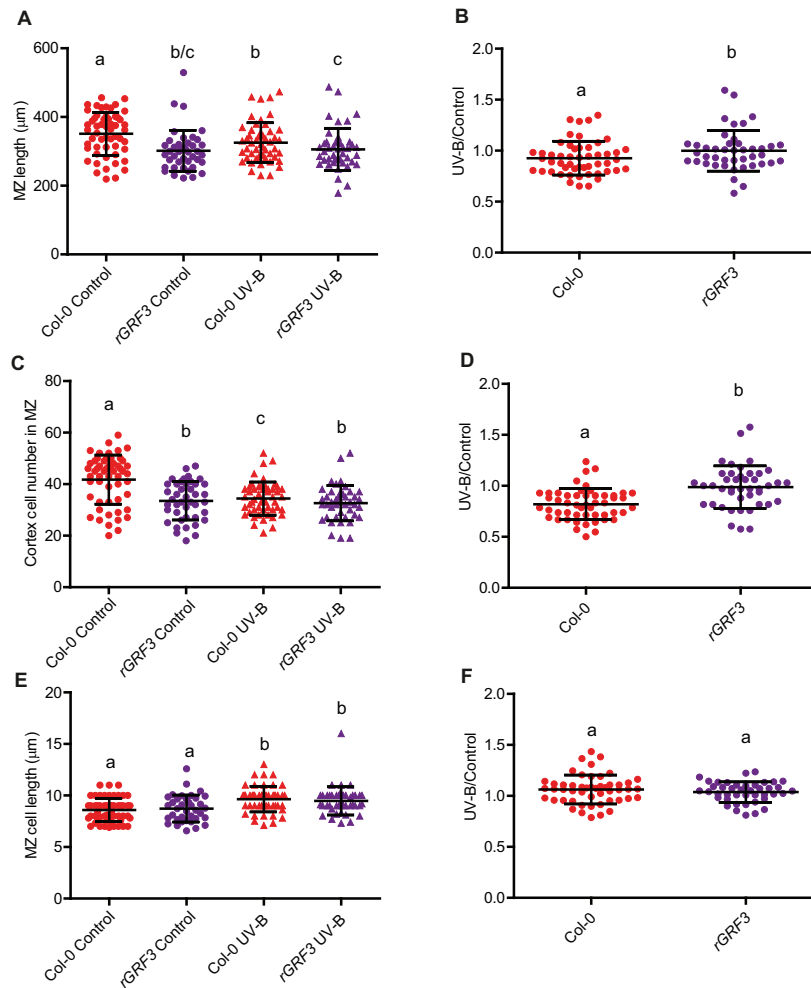 A
MZ length (μm)
600
400
200
0
a
b/c
b
c
Col-0 Control
rGRF3 Control
Col-0 UV-B
rGRF3 UV-B
B
UV-B/Control
2.0
1.5
1.0
0.5
0.0
a
b
Col-0
rGRF3
C
Cortex cell number in MZ
80
60
40
20
0
a
b
c
b
Col-0 Control
rGRF3 Control
Col-0 UV-B
rGRF3 UV-B
D
UV-B/Control
2.0
1.5
1.0
0.5
0.0
a
b
Col-0
rGRF3
E
MZ cell length (μm)
20
15
10
5
0
a
a
b
b
Col-0 Control
rGRF3 Control
Col-0 UV-B
rGRF3 UV-B
F
UV-B/Control
2.0
1.5
1.0
0.5
0.0
a
a
Col-0
rGRF3